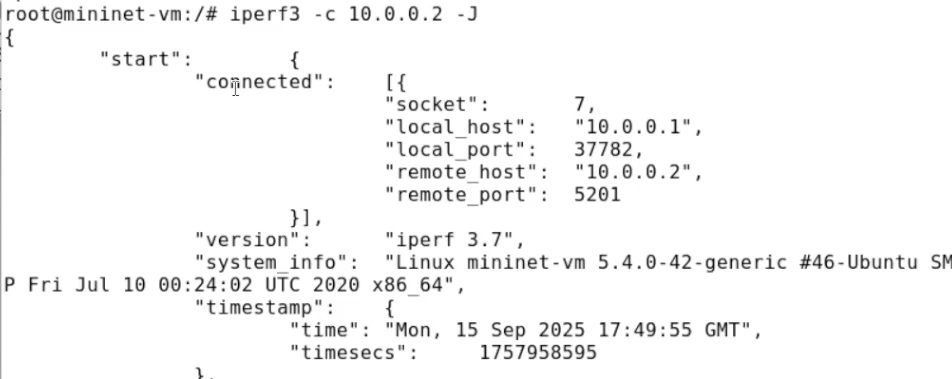 root@mininet-vm:/# iperf3 -c 10.0.0.2 -J
{
        "start":        {
                "connected":    [{
                                "socket":       7,
                                "local_host":   "10.0.0.1",
                                "local_port":   37782,
                                "remote_host":  "10.0.0.2",
                                "remote_port":  5201
                        }],
                "version":      "iperf 3.7",
                "system_info":  "Linux mininet-vm 5.4.0-42-generic #46-Ubuntu SM
P Fri Jul 10 00:24:02 UTC 2020 x86_64",
                "timestamp":    {
                        "time": "Mon, 15 Sep 2025 17:49:55 GMT",
                        "timesecs":     1757958595
                },